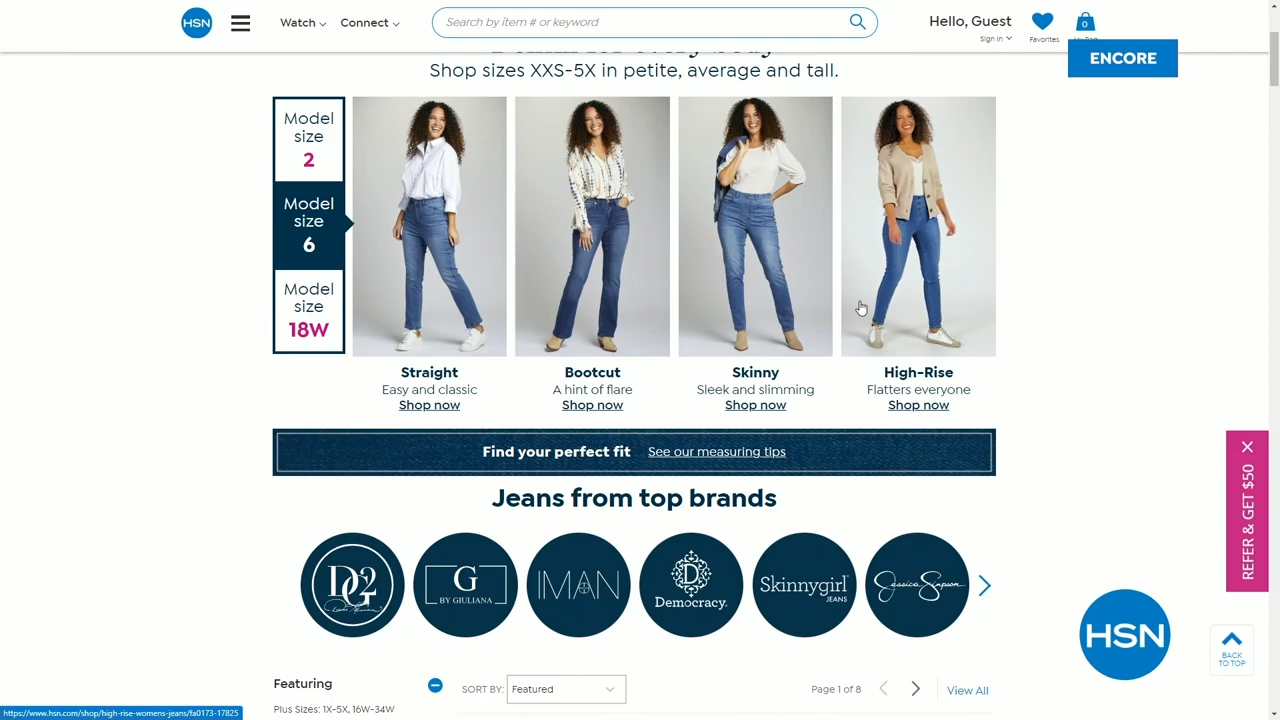 HSN
Watch
Connect
Search by item # or keyword
Hello, Guest
Sign In
Favorites
0
ENCORE
Shop sizes XXS-5X in petite, average and tall.
Model
size
2
Model
size
6
Model
size
18W
Straight
Easy and classic
Shop now
Bootcut
A hint of flare
Shop now
Skinny
Sleek and slimming
Shop now
High-Rise
Flatters everyone
Shop now
Find your perfect fit See our measuring tips
Jeans from top brands
DG2
G
BY GIULIANA
IMAN
D
Democracy.
Skinnygirl
JEANS
Jessica Simpson
REFER & GET $50
HSN
BACK
TO TOP
Featuring
Plus Sizes: 1X-5X, 16W-34W
SORT BY: Featured
Page 1 of 8
View All
https://www.hsn.com/shop/high-rise-womens-jeans/fa0173-17825